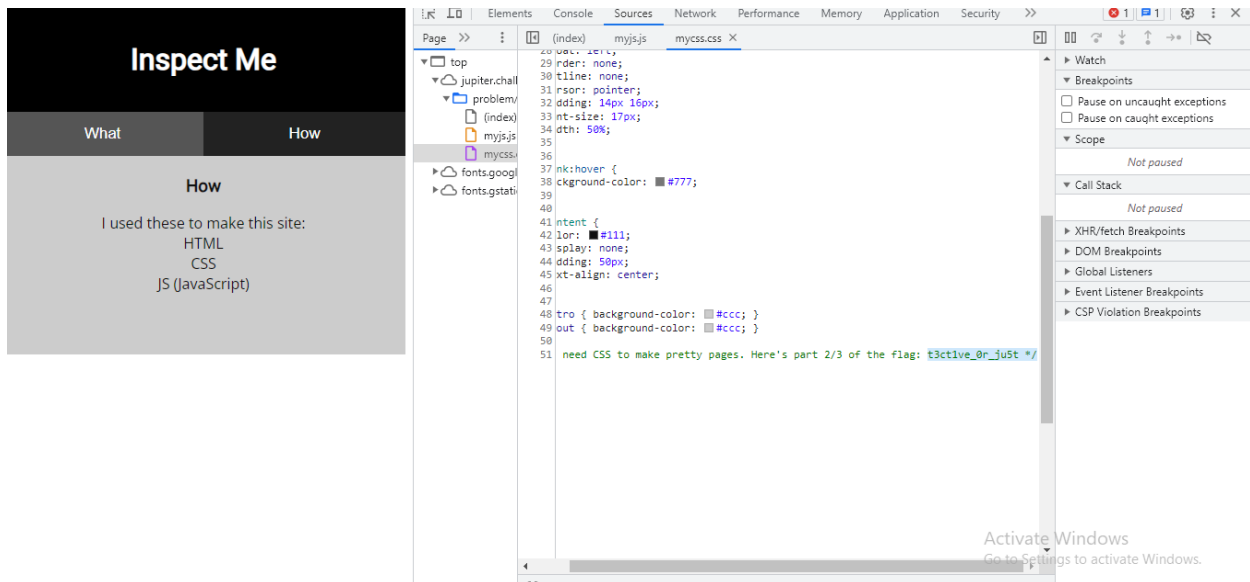 Inspect Me
What
How
How
I used these to make this site:
HTML
CSS
JS (JavaScript)
Elements Console Sources Network Performance Memory Application Security 1 1
Page (index) myjs.js mycss.css
top
jupiter.chall
problem/
(index)
myjs.js
mycss.
fonts.googl
fonts.gstati
29 rder: none;
30 tline: none;
31 rsor: pointer;
32 dding: 14px 16px;
33 nt-size: 17px;
34 dth: 50%;
35
36
37 nk:hover {
38 ckground-color: #777;
39
40
41 ntent {
42 lor: #111;
43 splay: none;
44 dding: 50px;
45 xt-align: center;
46
47
48 tro { background-color: #ccc; }
49 out { background-color: #ccc; }
50
51 need CSS to make pretty pages. Here's part 2/3 of the flag: t3ct1ve_0r_ju5t */
Watch
Breakpoints
Pause on uncaught exceptions
Pause on caught exceptions
Scope
Not paused
Call Stack
Not paused
XHR/fetch Breakpoints
DOM Breakpoints
Global Listeners
Event Listener Breakpoints
CSP Violation Breakpoints
Activate Windows
Go to Settings to activate Windows.